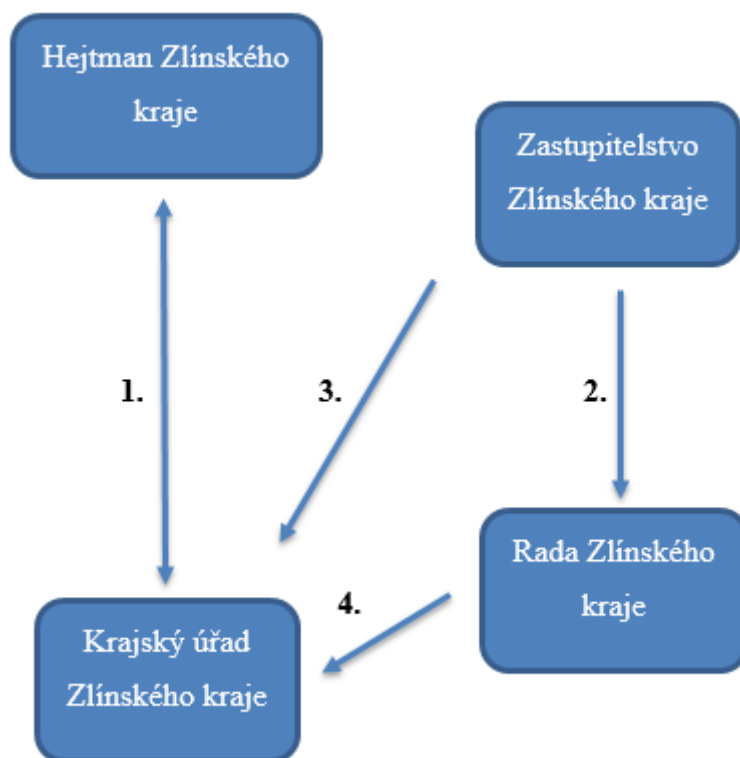 Hejtman Zlínského
kraje
Zastupitelstvo
Zlínského kraje
1.
3.
2.
Rada Zlínského
kraje
4.
Krajský úřad
Zlínského kraje